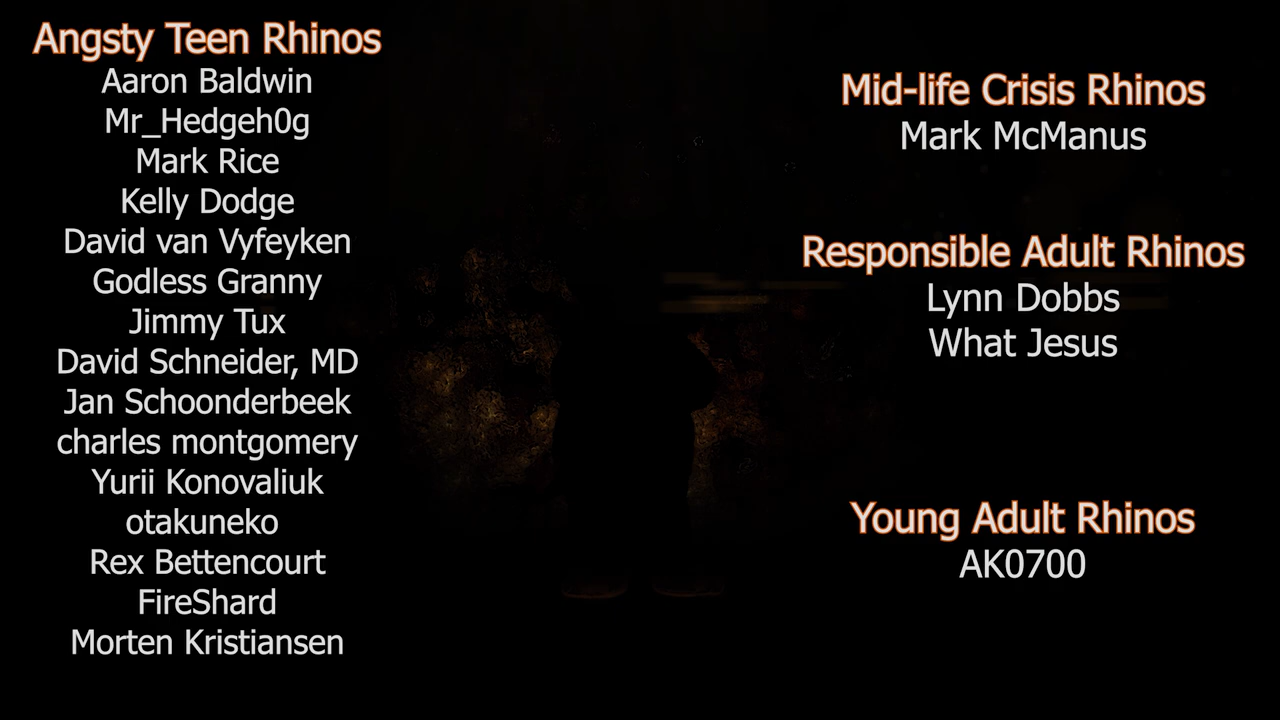 Angsty Teen Rhinos
Aaron Baldwin
Mr_Hedgeh0g
Mark Rice
Kelly Dodge
David van Vyfeyken
Godless Granny
Jimmy Tux
David Schneider, MD
Jan Schoonderbeek
charles montgomery
Yurii Konovaliuk
otakuneko
Rex Bettencourt
FireShard
Morten Kristiansen
Mid-life Crisis Rhinos
Mark McManus
Responsible Adult Rhinos
Lynn Dobbs
What Jesus
Young Adult Rhinos
AK0700